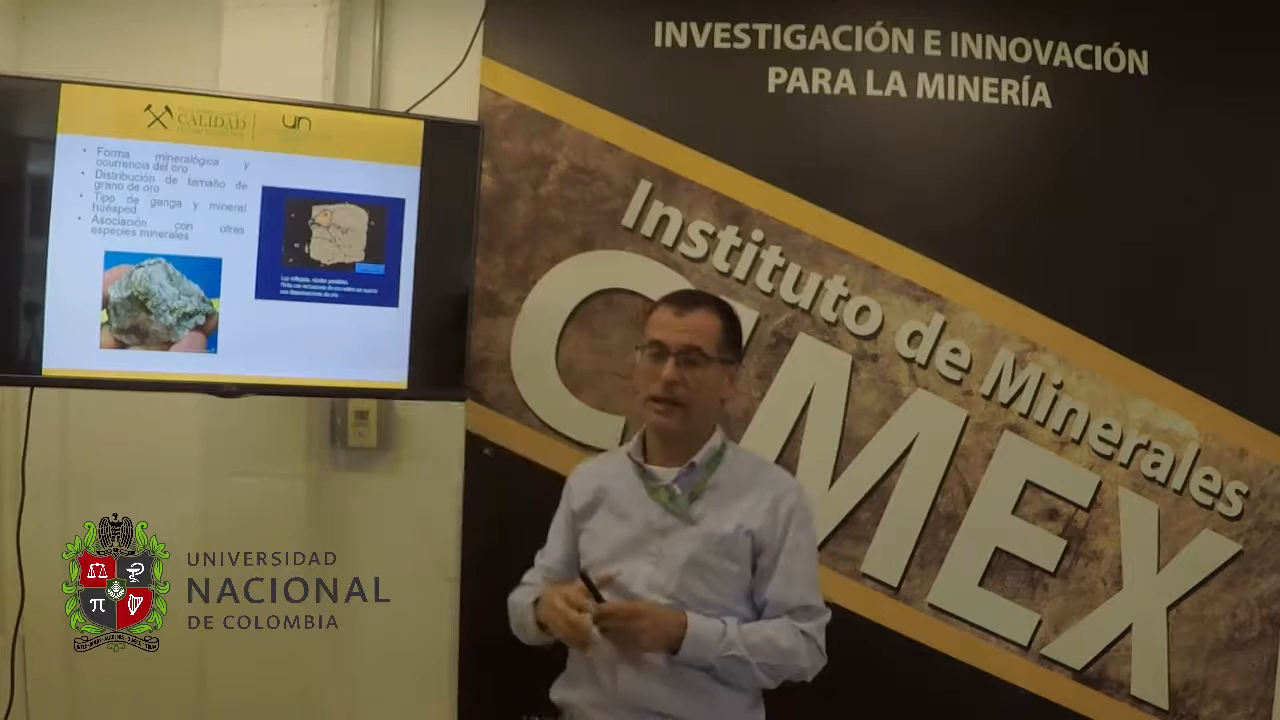 INVESTIGACIÓN E INNOVACIÓN
PARA LA MINERÍA
Instituto de Minerales
CMEX
CALIDAD
un
• Forma mineralógica y
ocurrencia del oro
• Distribución de tamaño de
grano de oro
• Tipo de ganga y mineral
huésped
• Asociación con otras
especies minerales
UNIVERSIDAD
NACIONAL
DE COLOMBIA